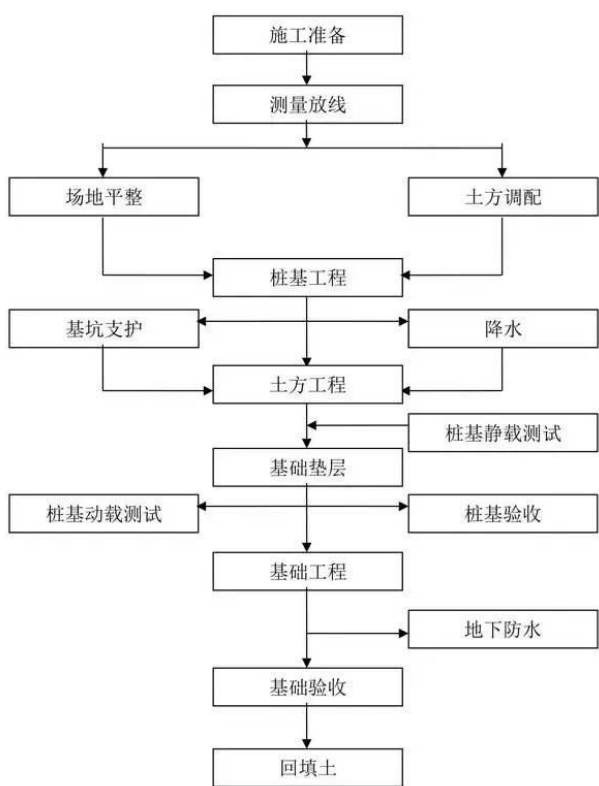 施工准备
测量放线
场地平整
土方调配
桩基工程
基坑支护
降水
土方工程
桩基静载测试
基础垫层
桩基动载测试
桩基验收
基础工程
地下防水
基础验收
回填土